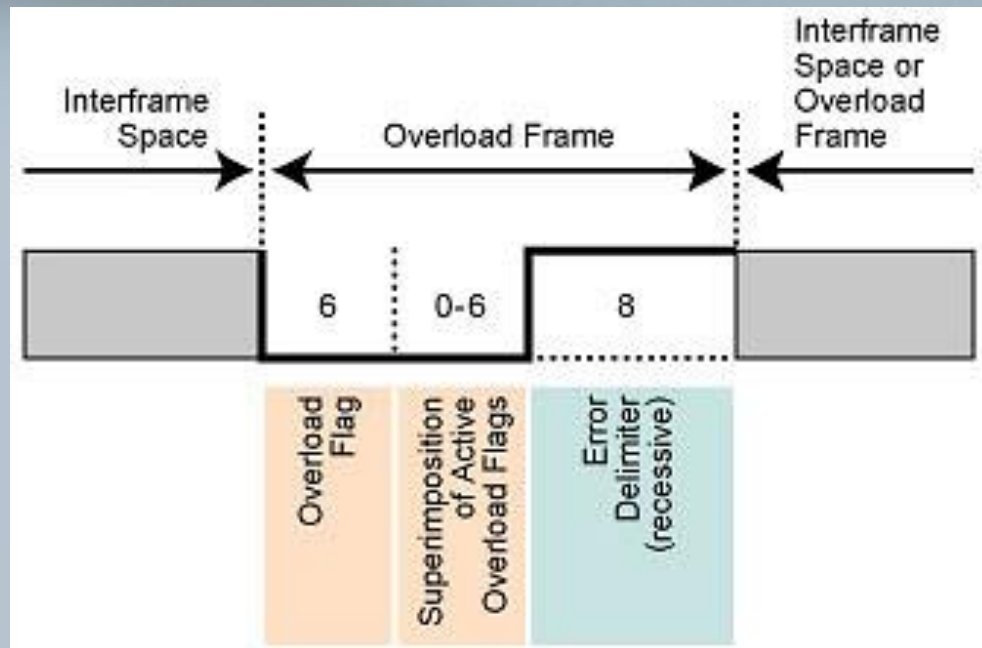 Interframe
Space
Overload Frame
Interframe
Space or
Overload
Frame
6
0-6
8
Overload
Flag
Superimposition
of Active
Overload Flags
Error
Delimiter
(recessive)